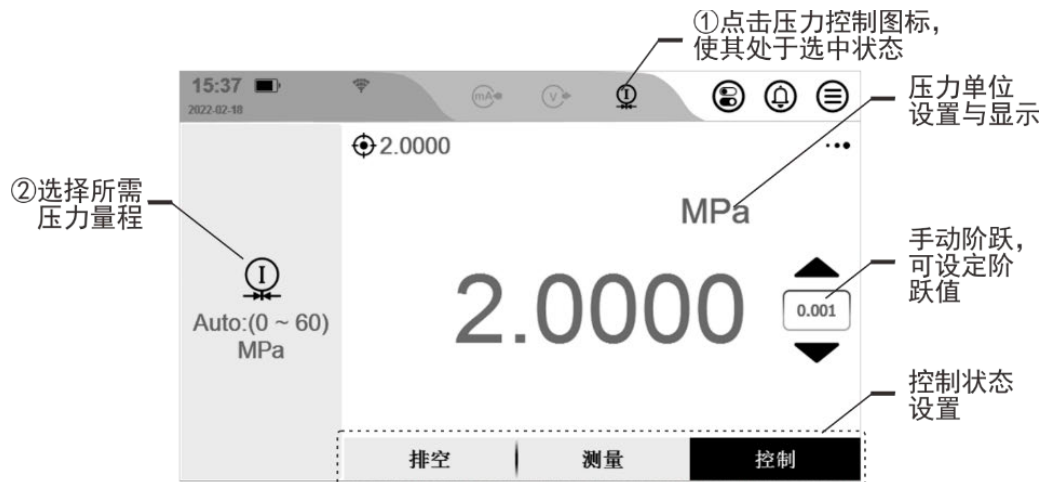 ①点击压力控制图标,
使其处于选中状态
15:37
2022-02-18
mA
V
I
压力单位
设置与显示
2.0000
②选择所需
压力量程
MPa
手动阶跃,
可设定阶
跃值
I
2.0000
0.001
Auto:(0 ~ 60)
MPa
控制状态
设置
排空
测量
控制